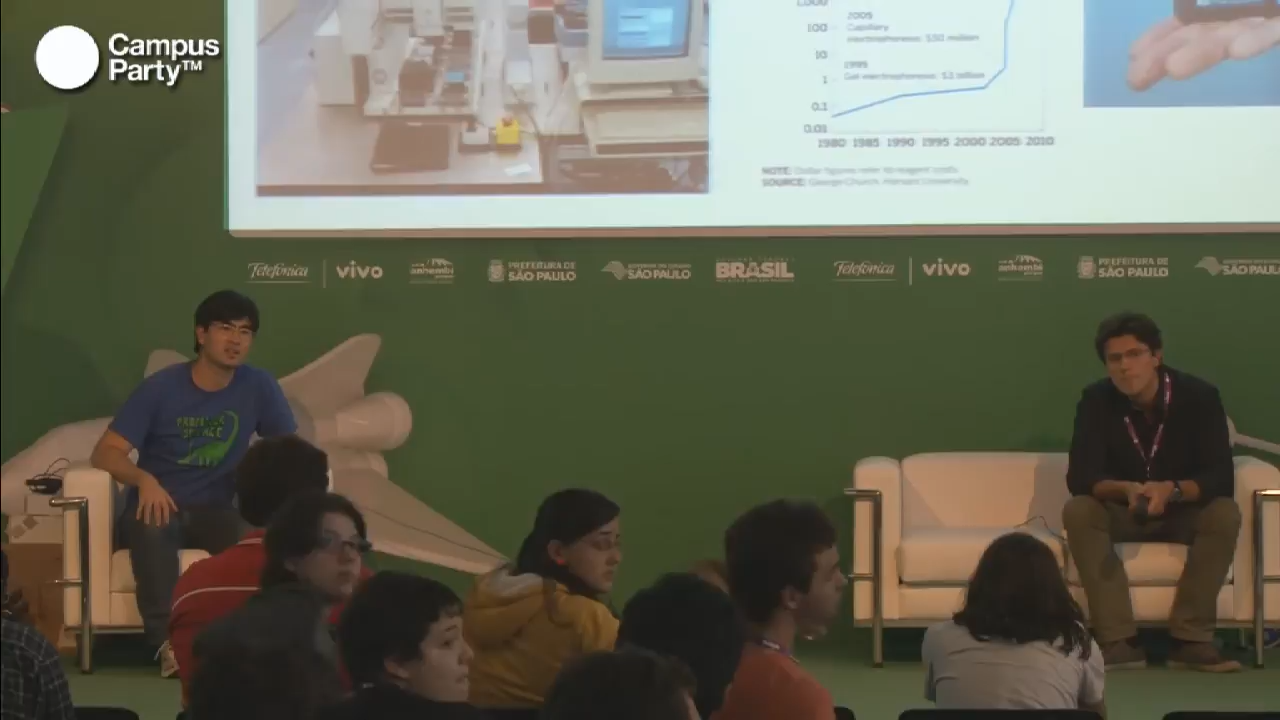 Campus
Party™
1.000
100
10
1
0.1
0.01
2005
Capillary
electrophoresis: $50 million
1995
Gel electrophoresis: $1 billion
1980 1985 1990 1995 2000 2005 2010
NOTE: Dollar figures refer to reagent costs.
SOURCE: George Church, Harvard University
Telefonica vivo
anhembi
PREFEITURA DE
SÃO PAULO
SÃO PAULO
BRASIL
Telefonica vivo
anhembi
PREFEITURA DE
SÃO PAULO
SÃO PAULO